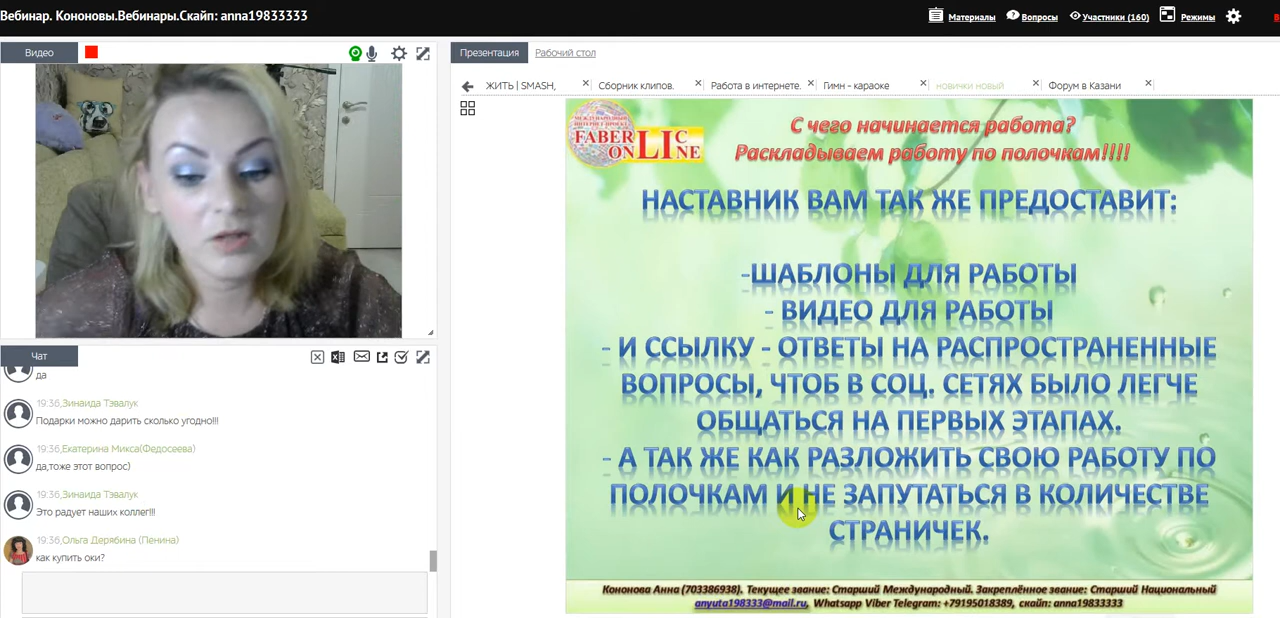 Вебинар. Кононовы.Вебинары.Скайп: anna19833333
Материалы
Вопросы
Участники (160)
Режимы
Видео
Презентация
Рабочий стол
ЖИТЬ | SMASH,
Сборник клипов.
Работа в интернете.
Гимн - караоке
новички новый
Форум в Казани
МЕЖДУНАРОДНЫЙ
ИНТЕРНЕТ-ПРОЕКТ
FABERLIC
ONLINE
С чего начинается работа?
Раскладываем работу по полочкам!!!!
НАСТАВНИК ВАМ ТАК ЖЕ ПРЕДОСТАВИТ:
-ШАБЛОНЫ ДЛЯ РАБОТЫ
- ВИДЕО ДЛЯ РАБОТЫ
- И ССЫЛКУ - ОТВЕТЫ НА РАСПРОСТРАНЕННЫЕ
ВОПРОСЫ, ЧТОБ В СОЦ. СЕТЯХ БЫЛО ЛЕГЧЕ
ОБЩАТЬСЯ НА ПЕРВЫХ ЭТАПАХ.
- А ТАК ЖЕ КАК РАЗЛОЖИТЬ СВОЮ РАБОТУ ПО
ПОЛОЧКАМ И НЕ ЗАПУТАТЬСЯ В КОЛИЧЕСТВЕ
СТРАНИЧЕК.
Кононова Анна (703386938). Текущее звание: Старший Международный. Закреплённое звание: Старший Национальный
anyuta198333@mail.ru, Whatsapp Viber Telegram: +79195018389, скайп: anna19833333
Чат
да
19:36,Зинаида Тэвалук
Подарки можно дарить сколько угодно!!!
19:36,Екатерина Микса(Федосеева)
да,тоже этот вопрос)
19:36,Зинаида Тэвалук
Это радует наших коллег!!!
19:36,Ольга Дерябина (Пенина)
как купить оки?